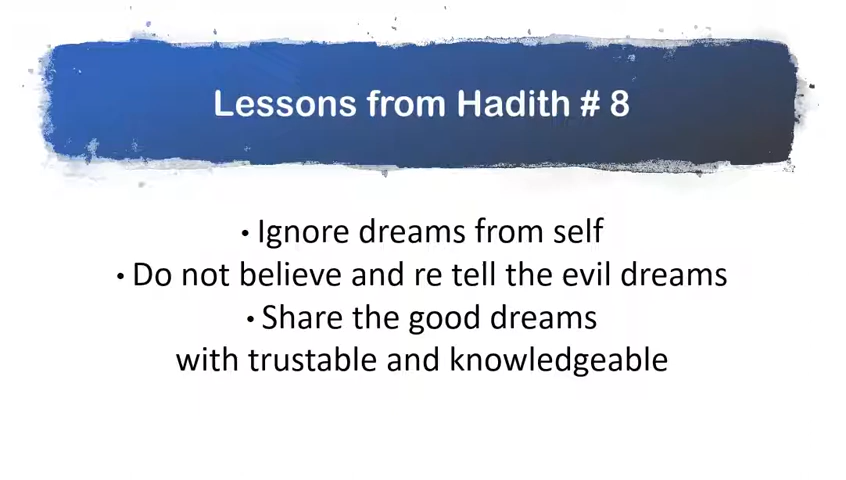 Lessons from Hadith # 8
• Ignore dreams from self
• Do not believe and re tell the evil dreams
• Share the good dreams
with trustable and knowledgeable